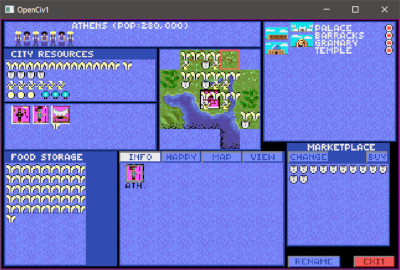 OpenCiv1
ATHENS (POP:280,000)
PALACE
BARRACKS
GRANARY
TEMPLE
CITY RESOURCES
FOOD STORAGE
INFO HAPPY MAP VIEW
ATH.
MARKETPLACE
CHANGE BUY
RENAME EXIT